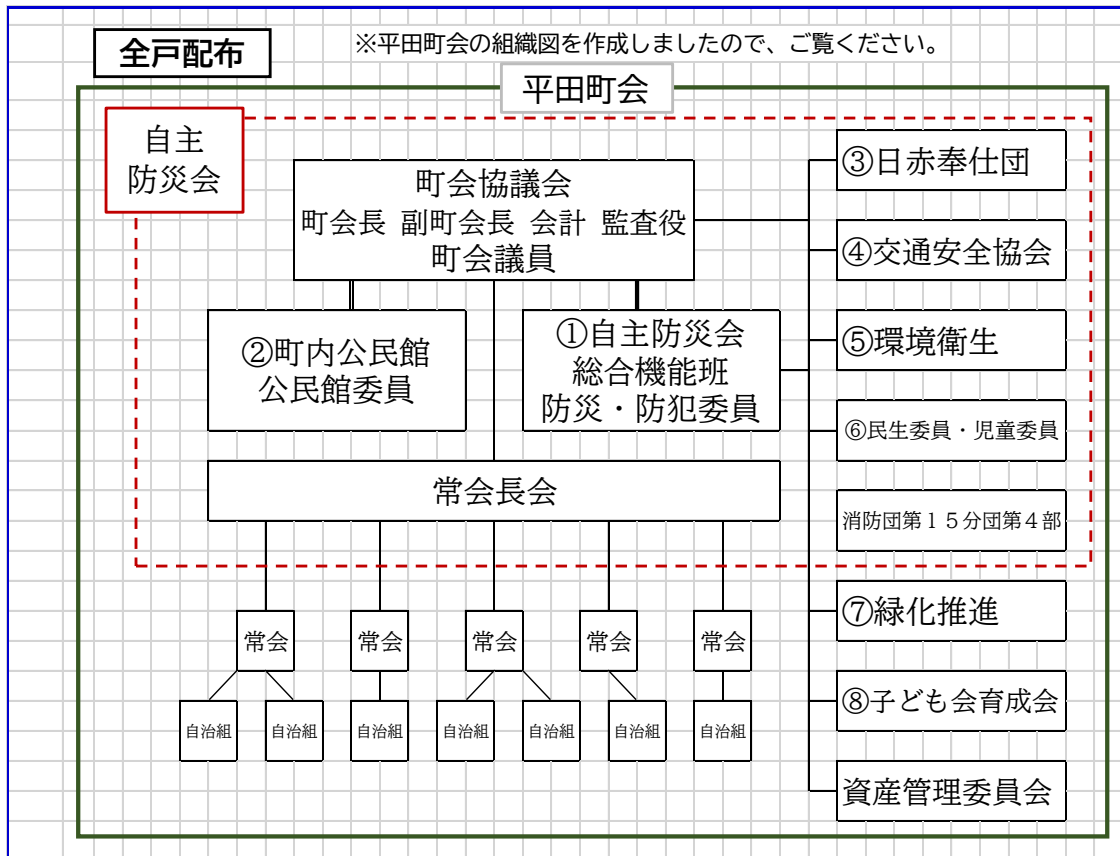 全戸配布
※平田町会の組織図を作成しましたので、ご覧ください。
平田町会
自主
防災会
町会協議会
町会長 副町会長 会計 監査役
町会議員
②町内公民館
公民館委員
①自主防災会
総合機能班
防災・防犯委員
常会長会
常会
常会
常会
常会
常会
自治組
自治組
自治組
自治組
自治組
自治組
自治組
③日赤奉仕団
④交通安全協会
⑤環境衛生
⑥民生委員・児童委員
消防団第１５分団第４部
⑦緑化推進
⑧子ども会育成会
資産管理委員会